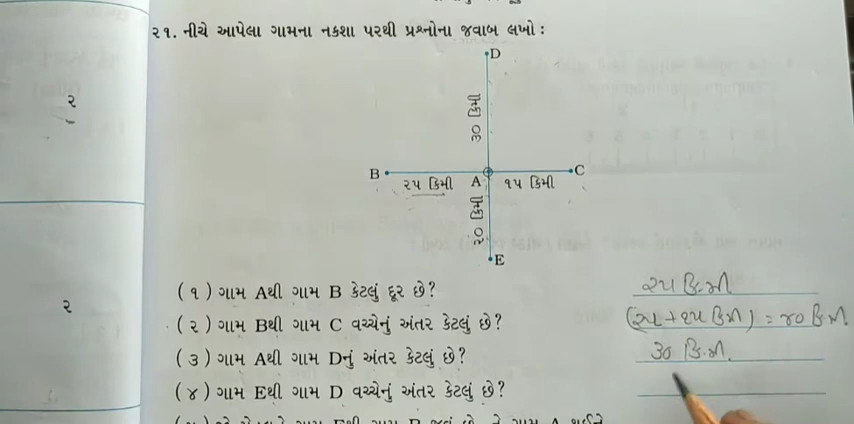 ૨૧. નીચે આપેલા ગામના નકશા પરથી પ્રશ્નોના જવાબ લખો :
D
૩૦ કિમી
૨
B
૨૫ કિમી
A
૧૫ કિમી
C
૨૦ કિમી
E
(૧) ગામ Aથી ગામ B કેટલું દૂર છે? ૨૫ કિ.મી
૨
(૨) ગામ Bથી ગામ C વચ્ચેનું અંતર કેટલું છે? (૨૫+૧૫ કિમી) = ૪૦ કિમી
(૩) ગામ Aથી ગામ Dનું અંતર કેટલું છે? ૩૦ કિ.મી.
(૪) ગામ Eથી ગામ D વચ્ચેનું અંતર કેટલું છે?